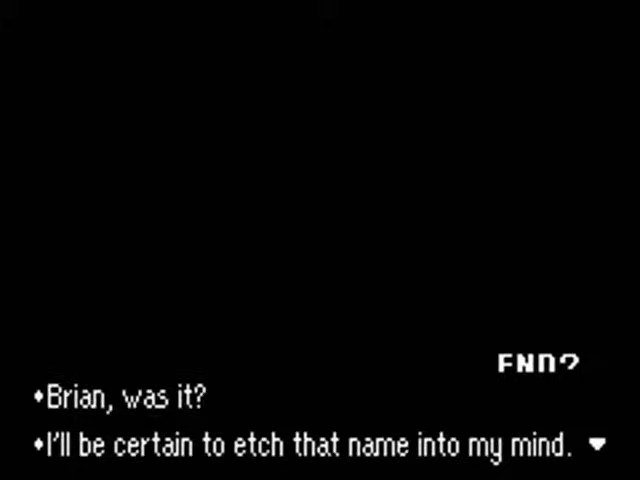 END?
•Brian, was it?
•I'll be certain to etch that name into my mind.